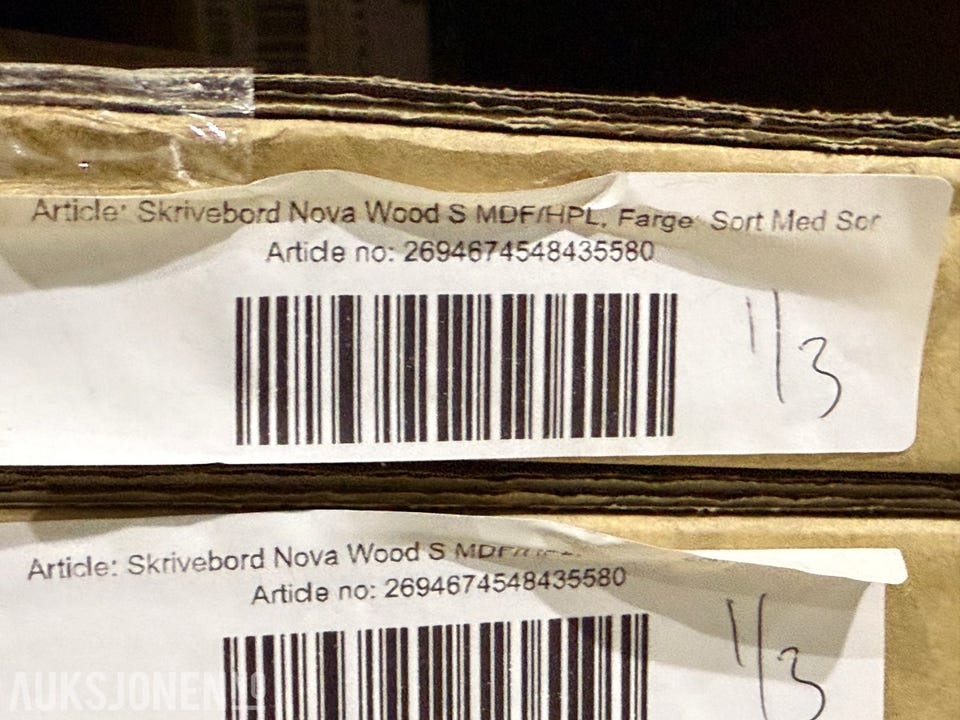 Article: Skrivebord Nova Wood S MDF/HPL, Farge: Sort Med Sor
Article no: 2694674548435580
1/3
Article: Skrivebord Nova Wood S
Article no: 2694674548435580
1/3
AUKSJONEN.NO